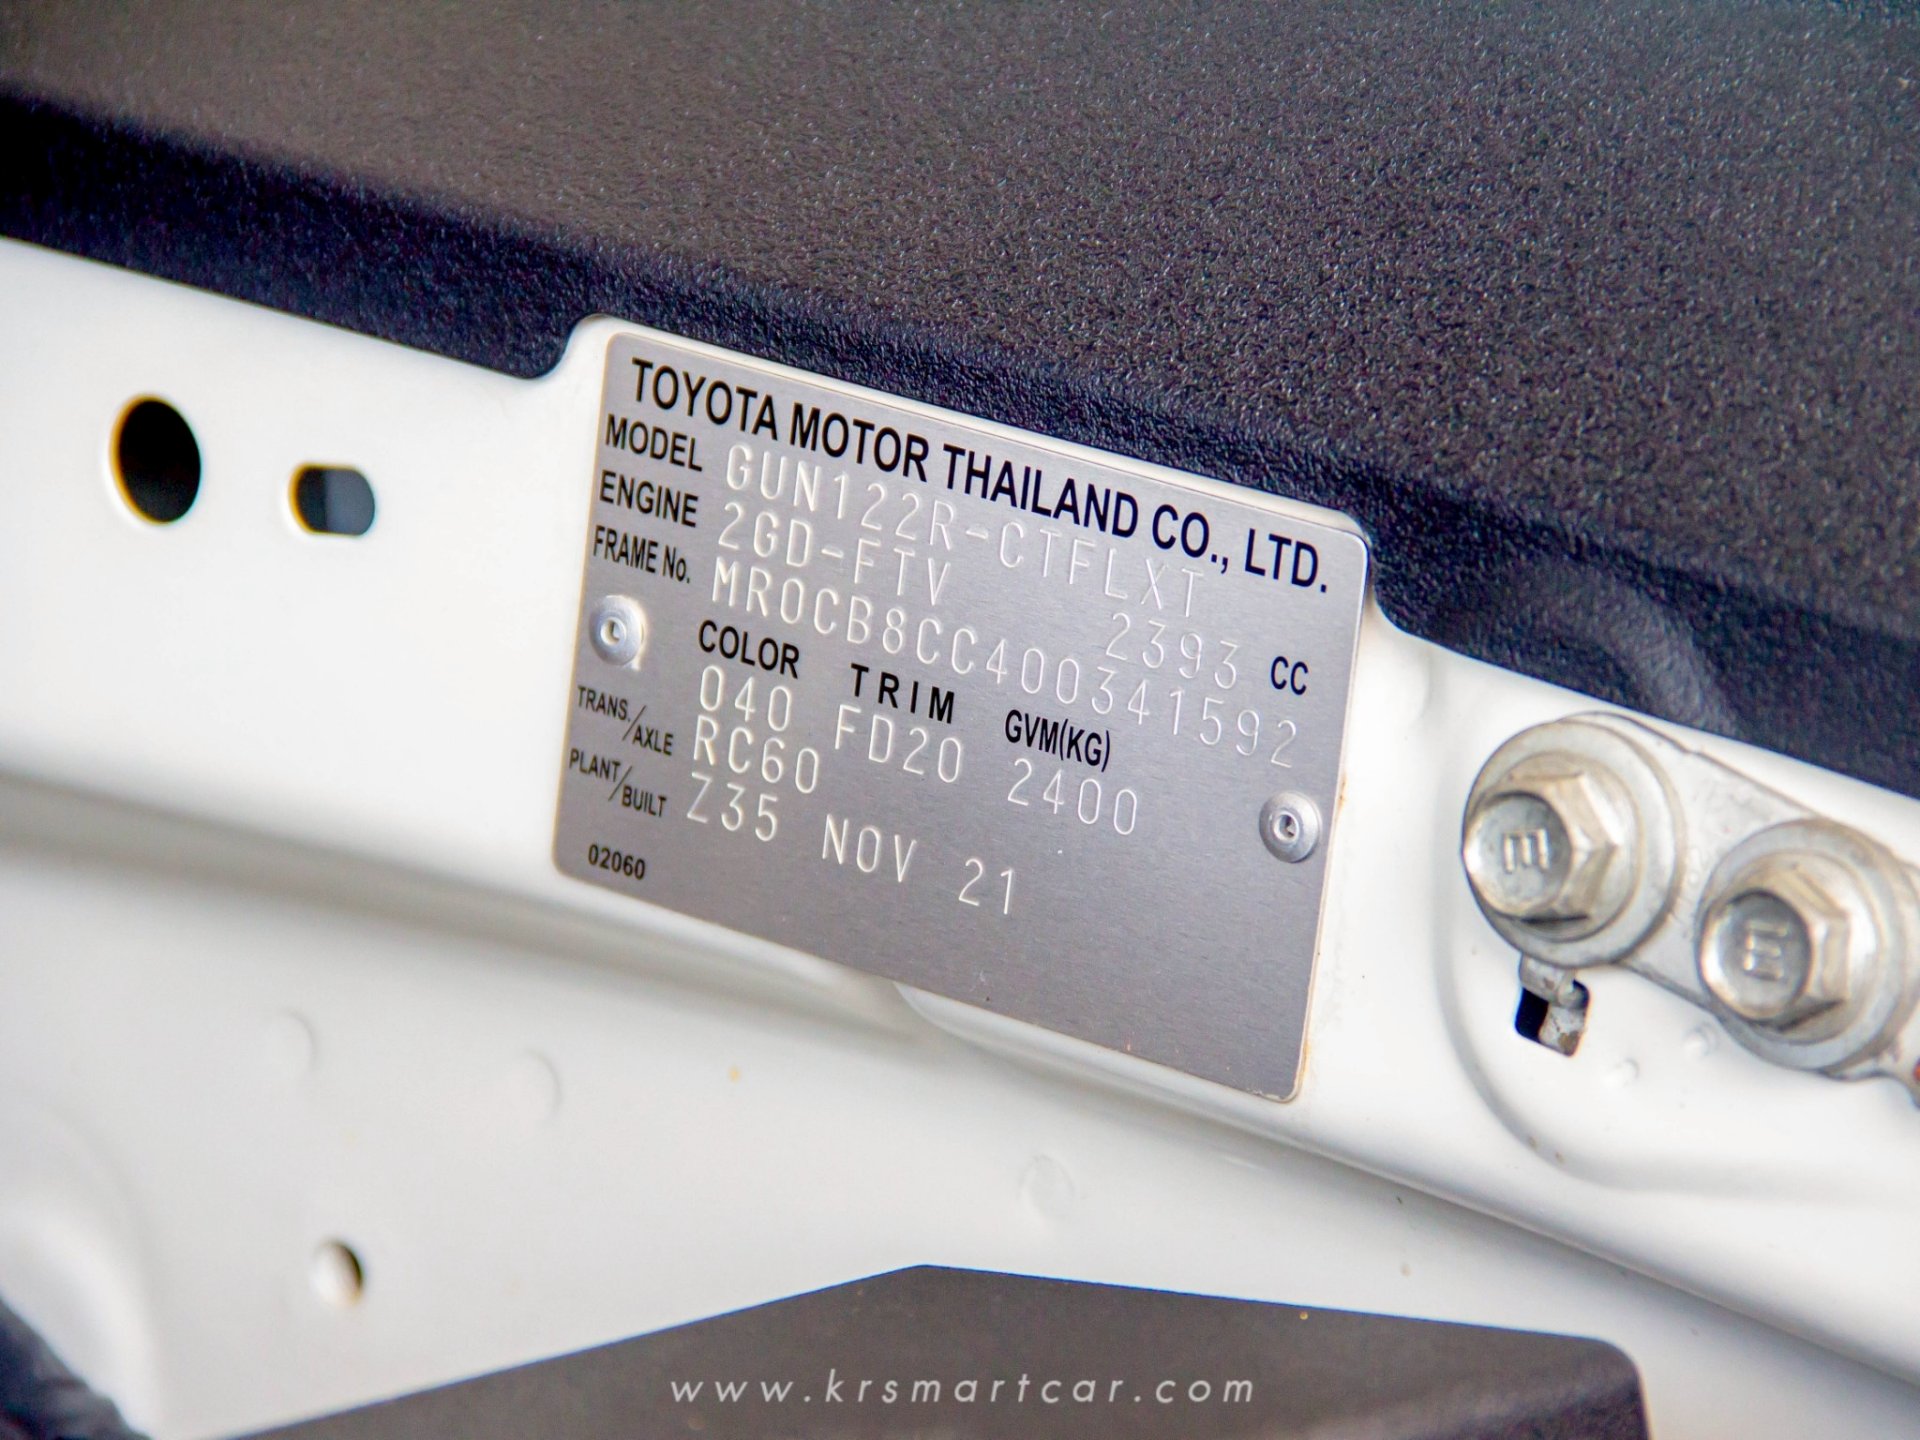 TOYOTA MOTOR THAILAND CO., LTD.
MODEL GUN122R-CTFLXT
ENGINE 2GD-FTV 2393 CC
FRAME No. MR0CB8CC400341592
COLOR TRIM GVM(KG)
040 FD20 2400
TRANS./AXLE RC60
PLANT/BUILT Z35 NOV 21
02060
E
E
www.krsmartcar.com